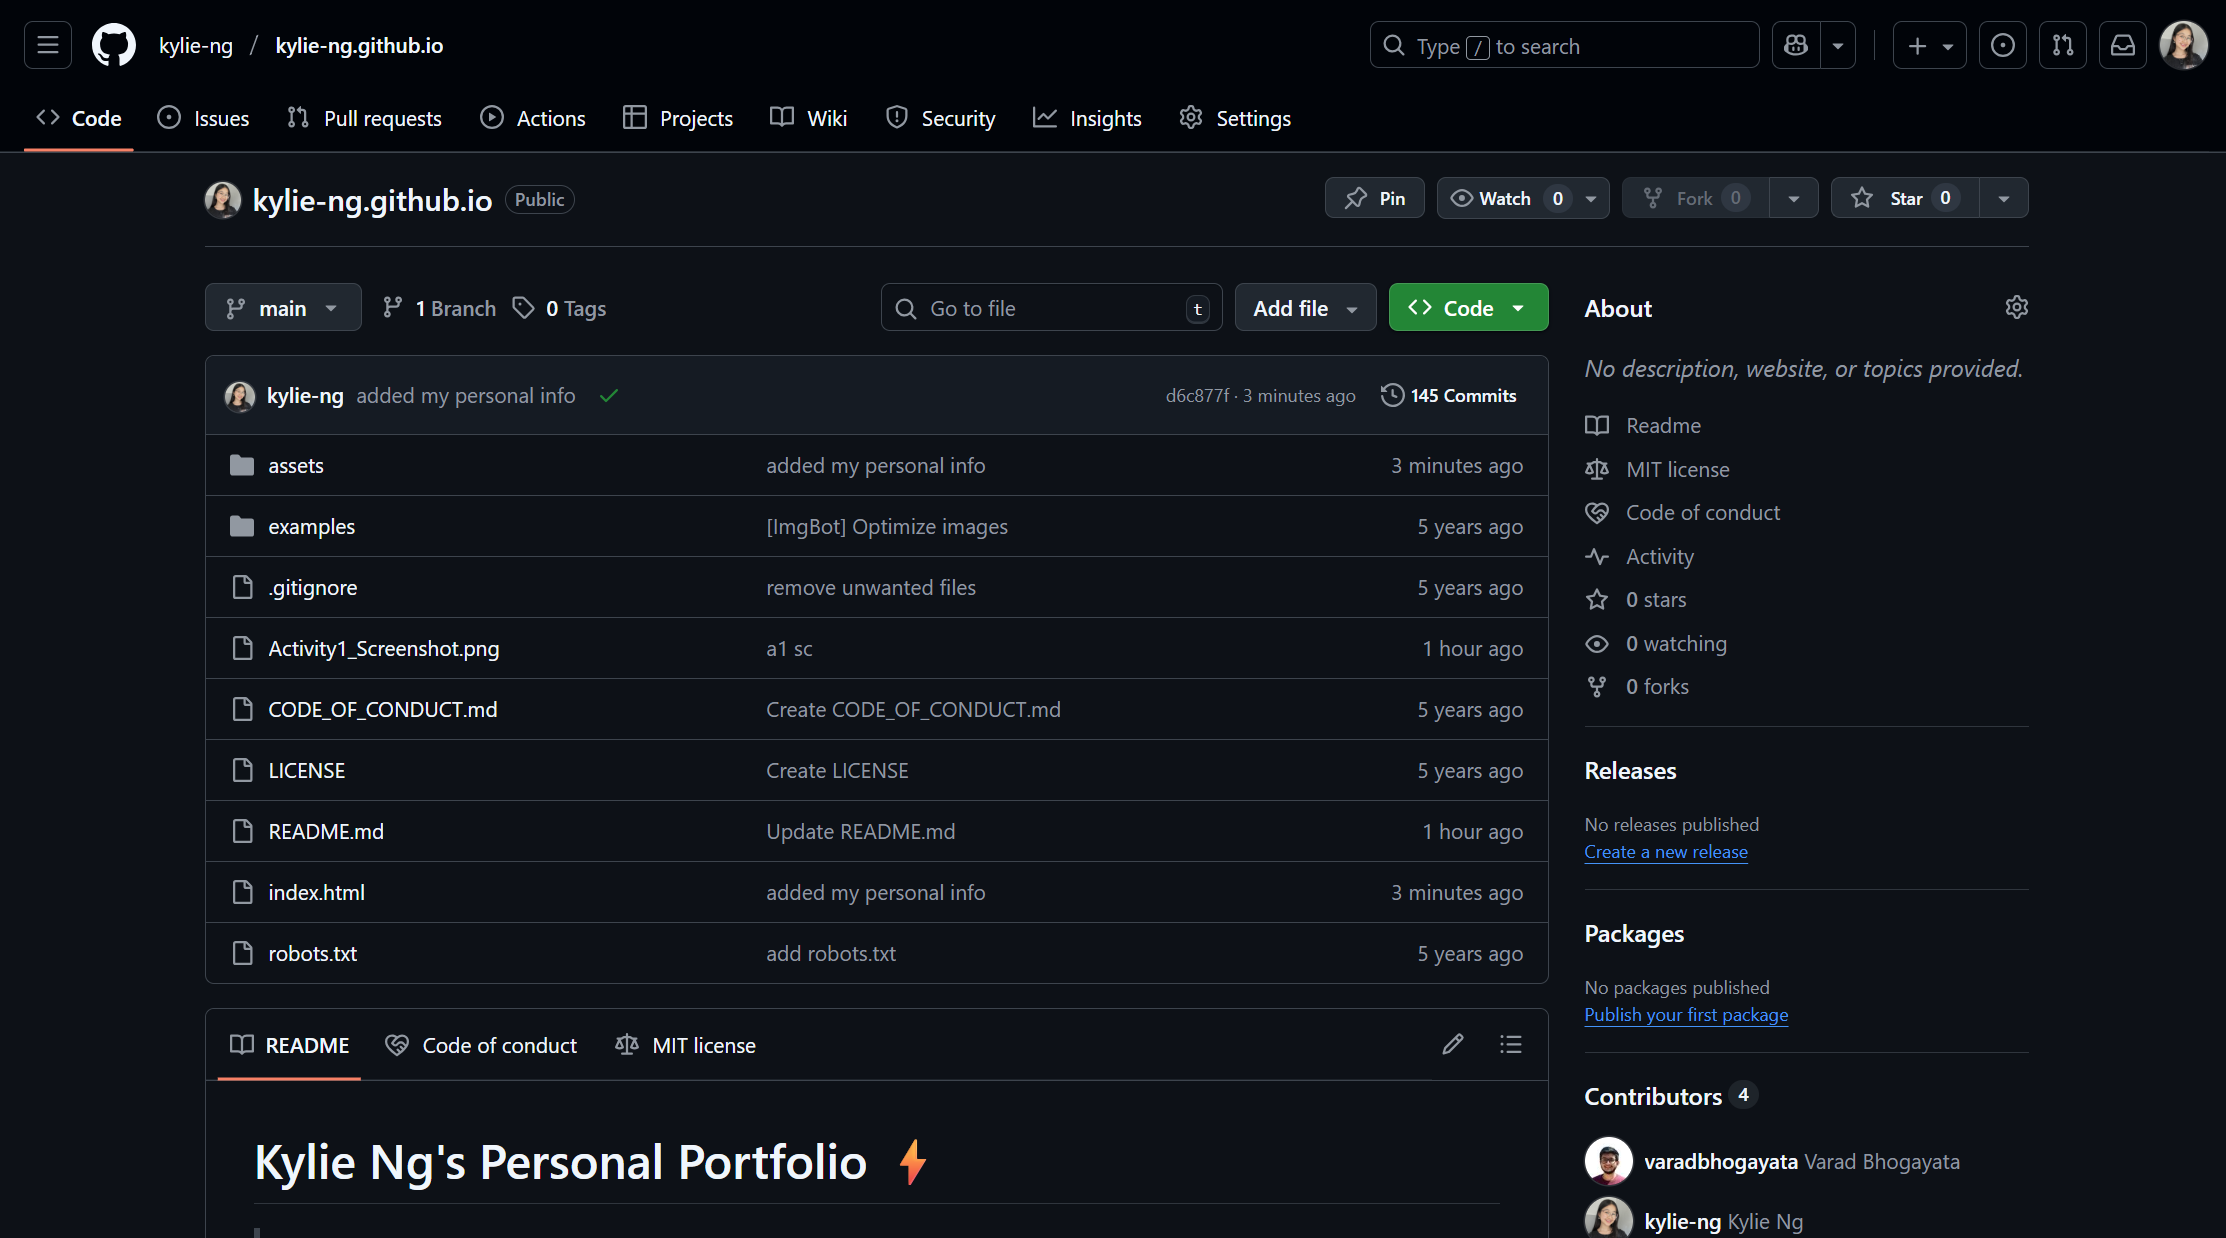 kylie-ng / kylie-ng.github.io
Type / to search
Code
Issues
Pull requests
Actions
Projects
Wiki
Security
Insights
Settings
kylie-ng.github.io Public
Pin
Watch 0
Fork 0
Star 0
main
1 Branch
0 Tags
Go to file t
Add file
Code
kylie-ng added my personal info
d6c877f · 3 minutes ago
145 Commits
assets added my personal info 3 minutes ago
examples [ImgBot] Optimize images 5 years ago
.gitignore remove unwanted files 5 years ago
Activity1_Screenshot.png a1 sc 1 hour ago
CODE_OF_CONDUCT.md Create CODE_OF_CONDUCT.md 5 years ago
LICENSE Create LICENSE 5 years ago
README.md Update README.md 1 hour ago
index.html added my personal info 3 minutes ago
robots.txt add robots.txt 5 years ago
README
Code of conduct
MIT license
Kylie Ng's Personal Portfolio
About
No description, website, or topics provided.
Readme
MIT license
Code of conduct
Activity
0 stars
0 watching
0 forks
Releases
No releases published
Create a new release
Packages
No packages published
Publish your first package
Contributors 4
varadbhogayata Varad Bhogayata
kylie-ng Kylie Ng